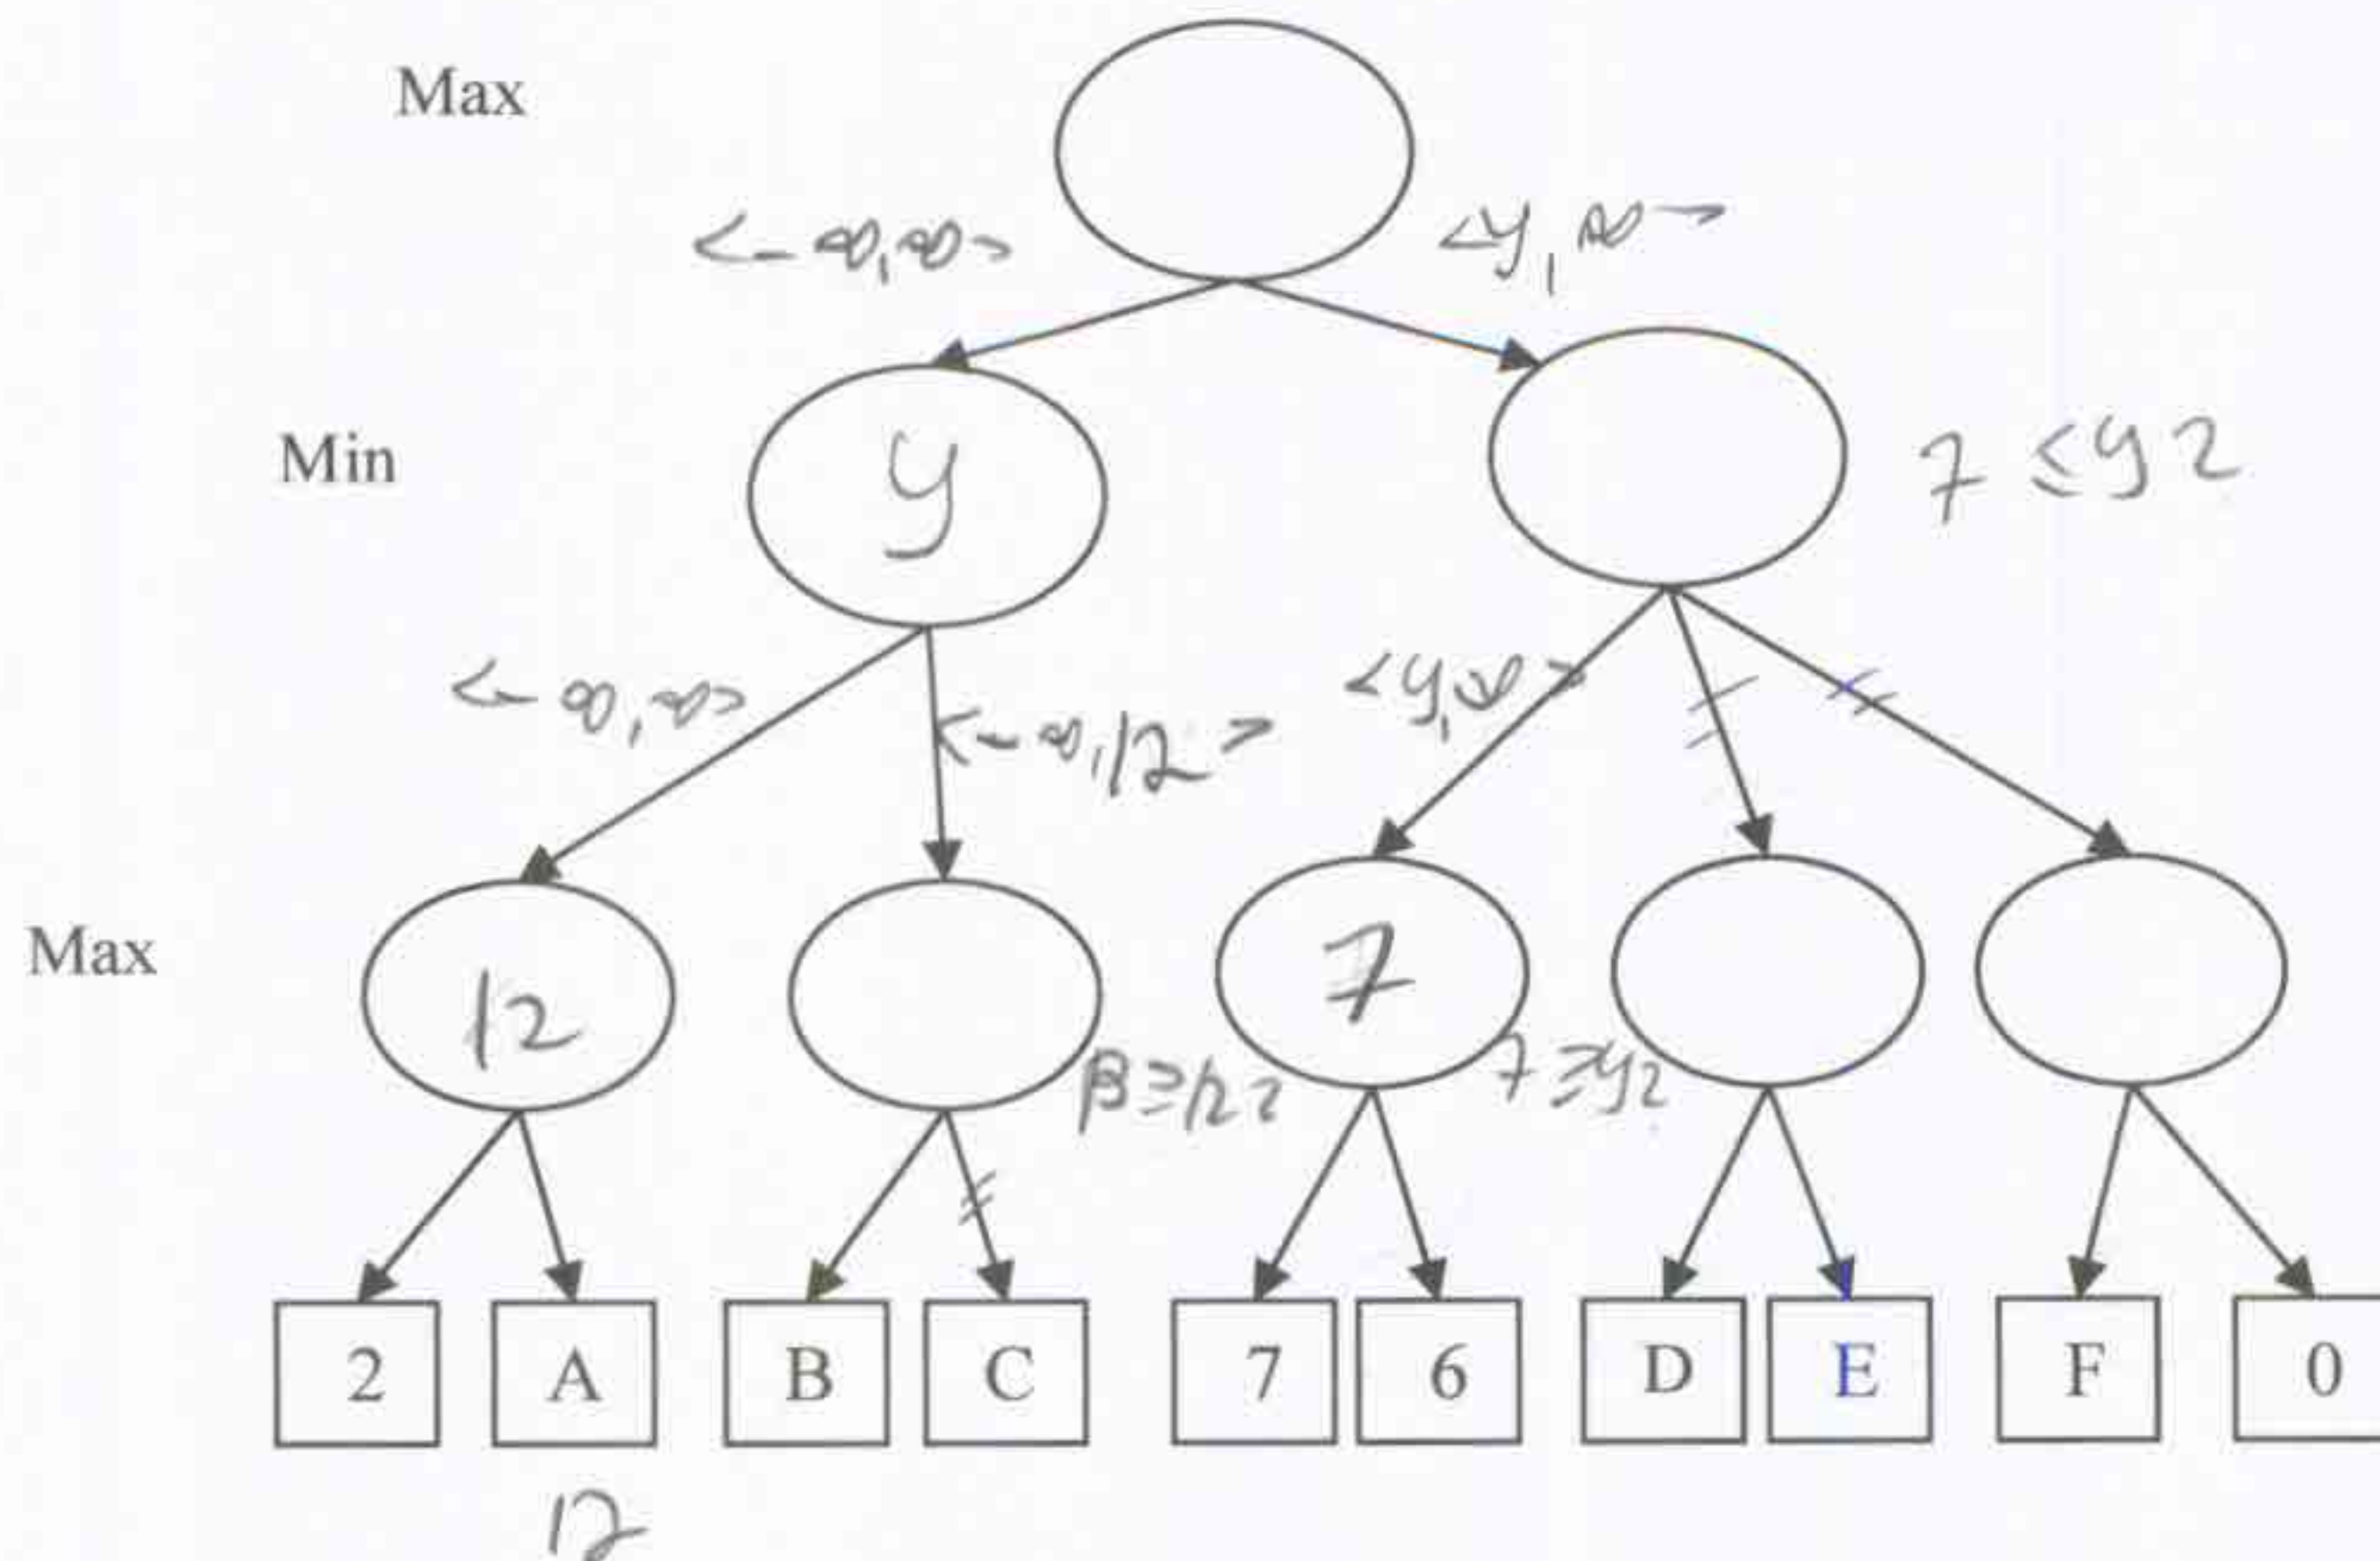 Max
<-∞,∞> <y,∞>
Min
y
7 ≤ y ?
<-∞,∞> <-∞,12> <y,∞>
Max
12 7
B ≥ 12 ? 7 ≥ y ?
2 A B C 7 6 D E F 0
12